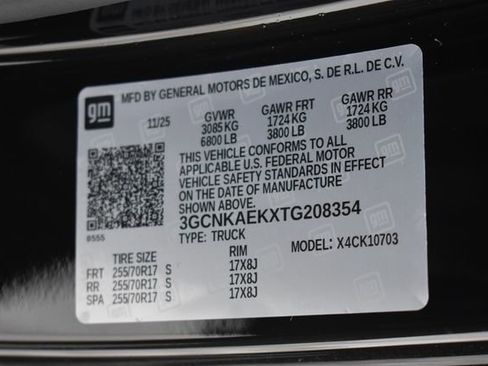 gm
MFD BY GENERAL MOTORS DE MEXICO, S. DE R.L. DE C.V.
11/25 GVWR GAWR FRT GAWR RR
3085 KG 1724 KG 1724 KG
6800 LB 3800 LB 3800 LB
THIS VEHICLE CONFORMS TO ALL
APPLICABLE U.S. FEDERAL MOTOR
VEHICLE SAFETY STANDARDS IN EFFECT
ON THE DATE OF MANUFACTURE
SHOWN ABOVE.
3GCNKAEKXTG208354
8555
TYPE: TRUCK MODEL: X4CK10703
TIRE SIZE RIM
FRT 255/70R17 S 17X8J
RR 255/70R17 S 17X8J
SPA 255/70R17 S 17X8J